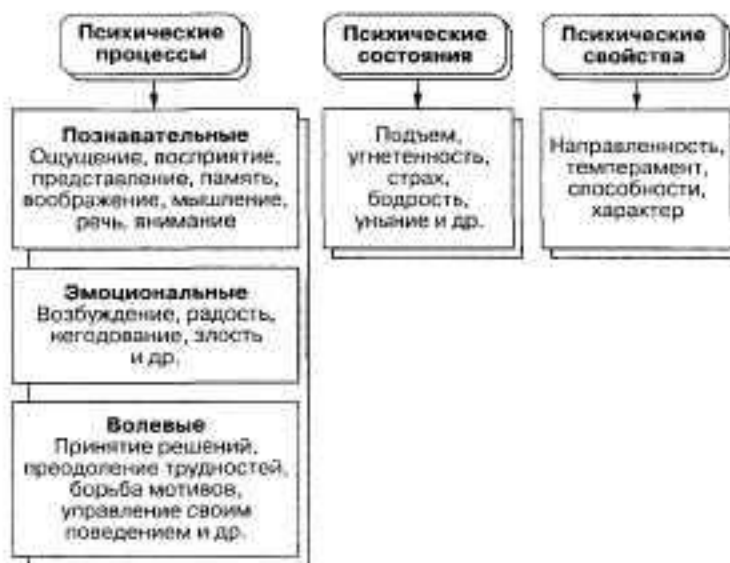 Психические
процессы
Познавательные
Ощущение, восприятие,
представление, память,
воображение, мышление,
речь, внимание
Эмоциональные
Возбуждение, радость,
негодование, злость
и др.
Волевые
Принятие решений,
преодоление трудностей,
борьба мотивов,
управление своим
поведением и др.
Психические
состояния
Подъем,
угнетенность,
страх,
бодрость,
уныние и др.
Психические
свойства
Направленность,
темперамент,
способности,
характер